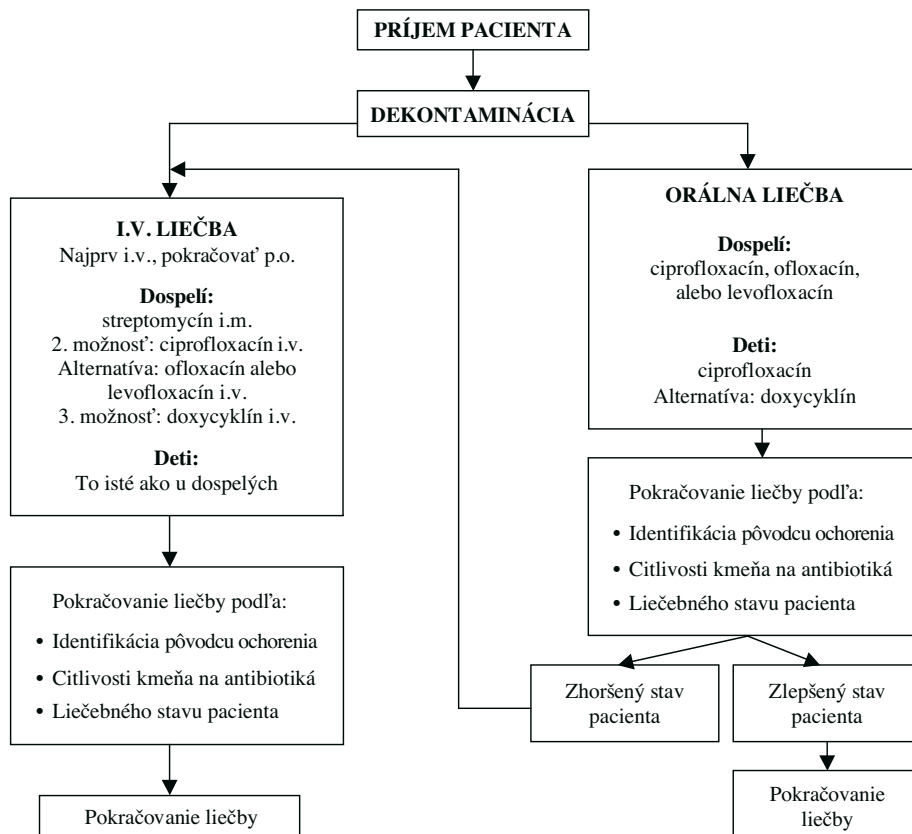 PRÍJEM PACIENTA
DEKONTAMINÁCIA
I.V. LIEČBA
Najprv i.v., pokračovať p.o.
Dospelí:
streptomycín i.m.
2. možnosť: ciprofloxacín i.v.
Alternatíva: ofloxacín alebo
levofloxacín i.v.
3. možnosť: doxycyklín i.v.
Deti:
To isté ako u dospelých
Pokračovanie liečby podľa:
• Identifikácia pôvodcu ochorenia
• Citlivosti kmeňa na antibiotiká
• Liečebného stavu pacienta
Pokračovanie liečby
ORÁLNA LIEČBA
Dospelí:
ciprofloxacín, ofloxacín,
alebo levofloxacín
Deti:
ciprofloxacín
Alternatíva: doxycyklín
Pokračovanie liečby podľa:
• Identifikácia pôvodcu ochorenia
• Citlivosti kmeňa na antibiotiká
• Liečebného stavu pacienta
Zhoršený stav
pacienta
Zlepšený stav
pacienta
Pokračovanie
liečby